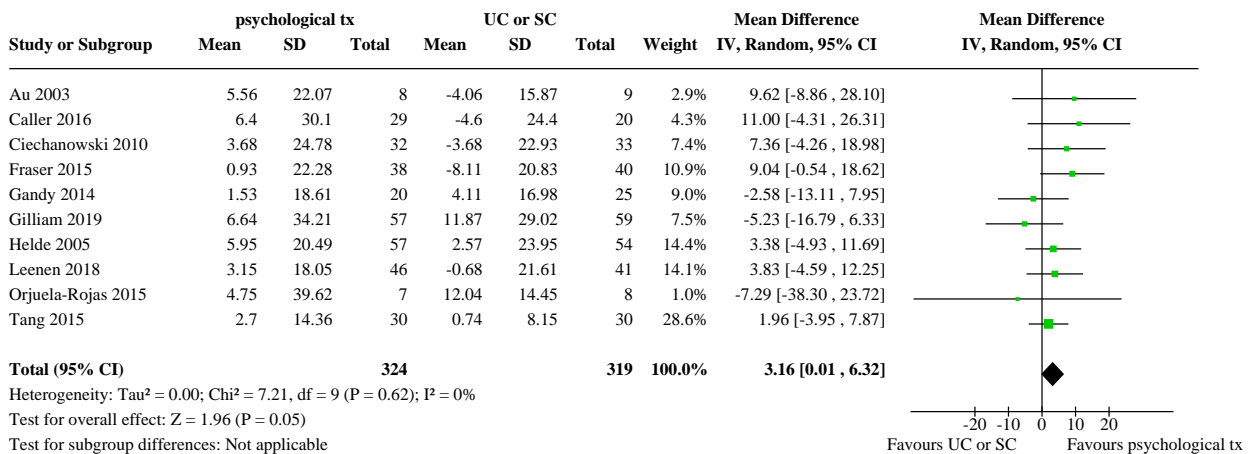 psychological tx UC or SC Mean Difference Mean Difference
Study or Subgroup Mean SD Total Mean SD Total Weight IV, Random, 95% CI IV, Random, 95% CI
Au 2003 5.56 22.07 8 -4.06 15.87 9 2.9% 9.62 [-8.86 , 28.10]
Caller 2016 6.4 30.1 29 -4.6 24.4 20 4.3% 11.00 [-4.31 , 26.31]
Ciechanowski 2010 3.68 24.78 32 -3.68 22.93 33 7.4% 7.36 [-4.26 , 18.98]
Fraser 2015 0.93 22.28 38 -8.11 20.83 40 10.9% 9.04 [-0.54 , 18.62]
Gandy 2014 1.53 18.61 20 4.11 16.98 25 9.0% -2.58 [-13.11 , 7.95]
Gilliam 2019 6.64 34.21 57 11.87 29.02 59 7.5% -5.23 [-16.79 , 6.33]
Helde 2005 5.95 20.49 57 2.57 23.95 54 14.4% 3.38 [-4.93 , 11.69]
Leenen 2018 3.15 18.05 46 -0.68 21.61 41 14.1% 3.83 [-4.59 , 12.25]
Orjuela-Rojas 2015 4.75 39.62 7 12.04 14.45 8 1.0% -7.29 [-38.30 , 23.72]
Tang 2015 2.7 14.36 30 0.74 8.15 30 28.6% 1.96 [-3.95 , 7.87]
Total (95% CI) 324 319 100.0% 3.16 [0.01 , 6.32]
Heterogeneity: Tau² = 0.00; Chi² = 7.21, df = 9 (P = 0.62); I² = 0%
Test for overall effect: Z = 1.96 (P = 0.05)
-20 -10 0 10 20
Test for subgroup differences: Not applicable
Favours UC or SC Favours psychological tx